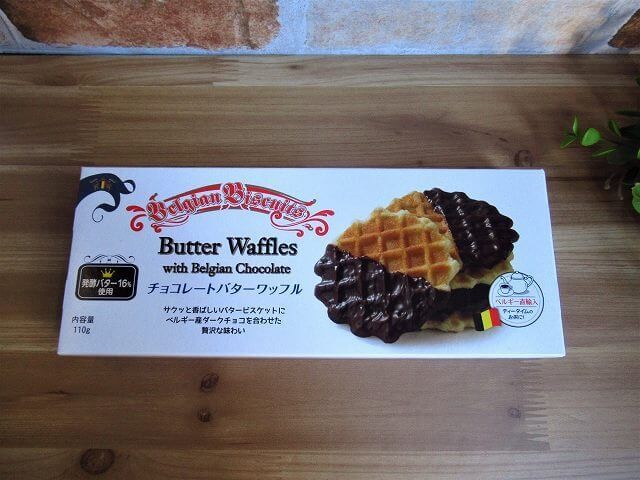 Belgian Biscuits
Butter Waffles
with Belgian Chocolate
チョコレートバターワッフル
発酵バター16%
使用
サクッと香ばしいバタービスケットに
ベルギー産ダークチョコを合わせた
贅沢な味わい
内容量
110g
ベルギー直輸入
ティータイムの
お供に!